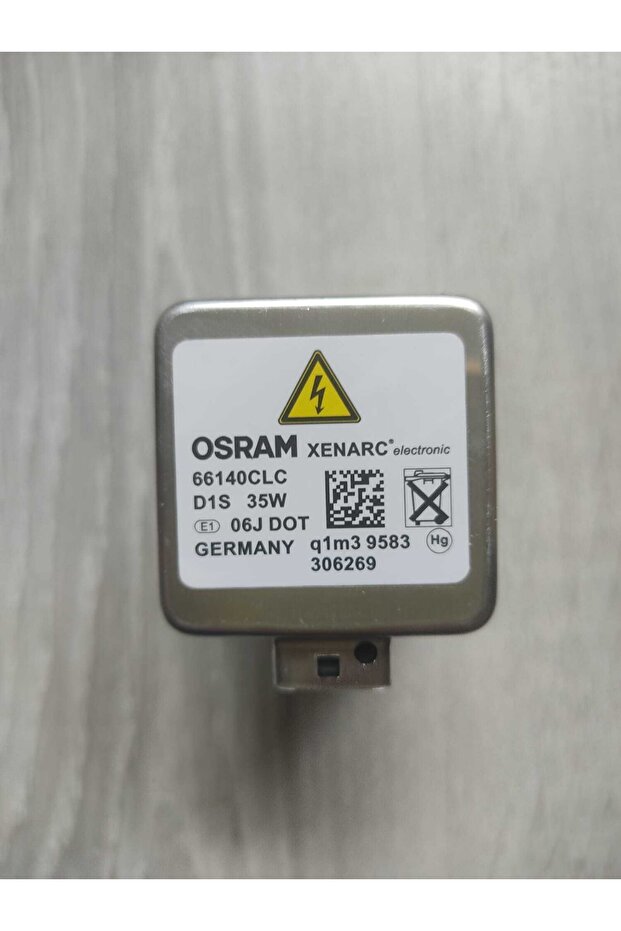 OSRAM XENARC® electronic
66140CLC
D1S 35W
E1 06J DOT
GERMANY q1m3 9583 Hg
306269